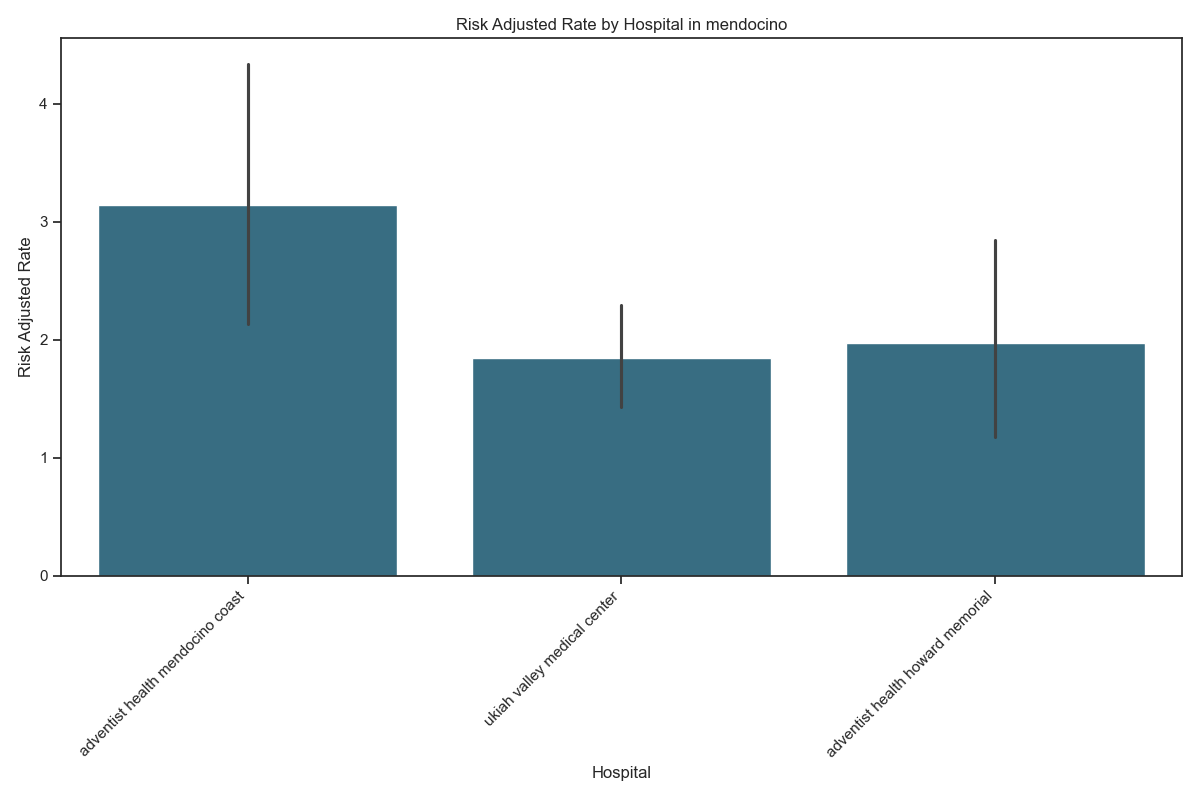 Risk Adjusted Rate by Hospital in mendocino
Risk Adjusted Rate
4
3
2
1
0
adventist health mendocino coast
ukiah valley medical center
adventist health howard memorial
Hospital